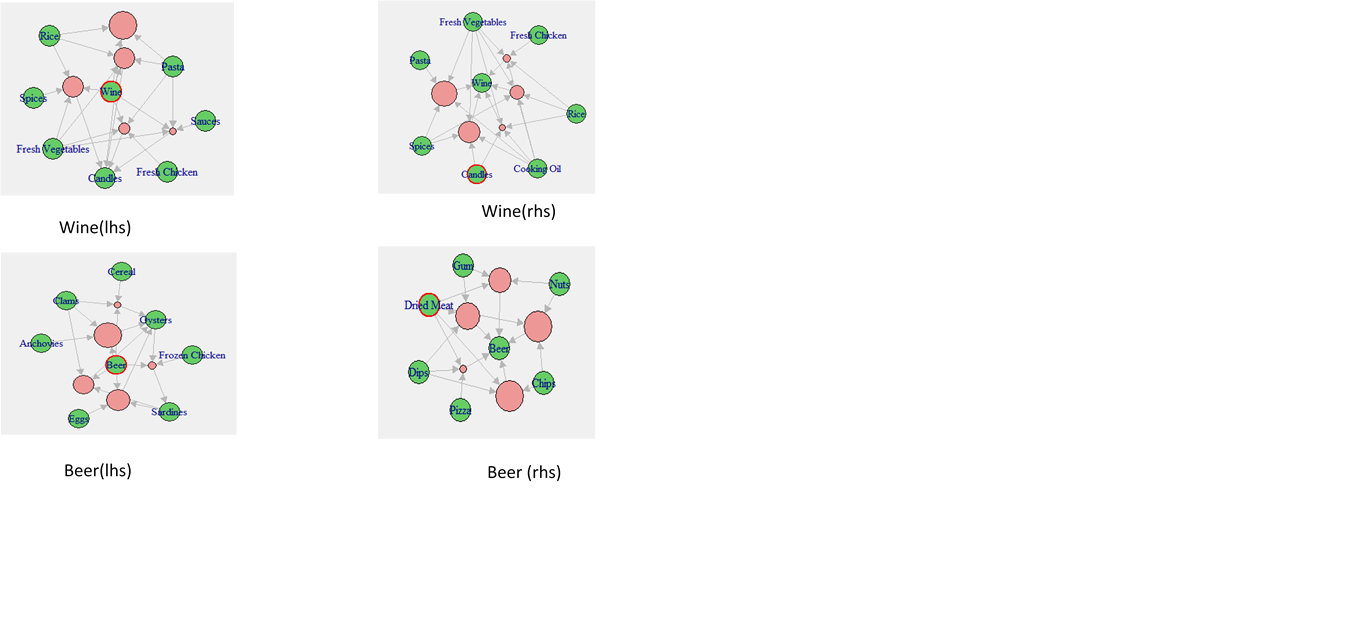 Rice
Pasta
Spices
Wine
Sauces
Fresh Vegetables
Fresh Chicken
Candles
Wine(lhs)
Fresh Vegetables
Fresh Chicken
Pasta
Wine
Rice
Spices
Cooking Oil
Candles
Wine(rhs)
Cereal
Clams
Oysters
Anchovies
Frozen Chicken
Beer
Sardines
Eggs
Beer(lhs)
Gum
Nuts
Dried Meat
Beer
Dips
Chips
Pizza
Beer (rhs)